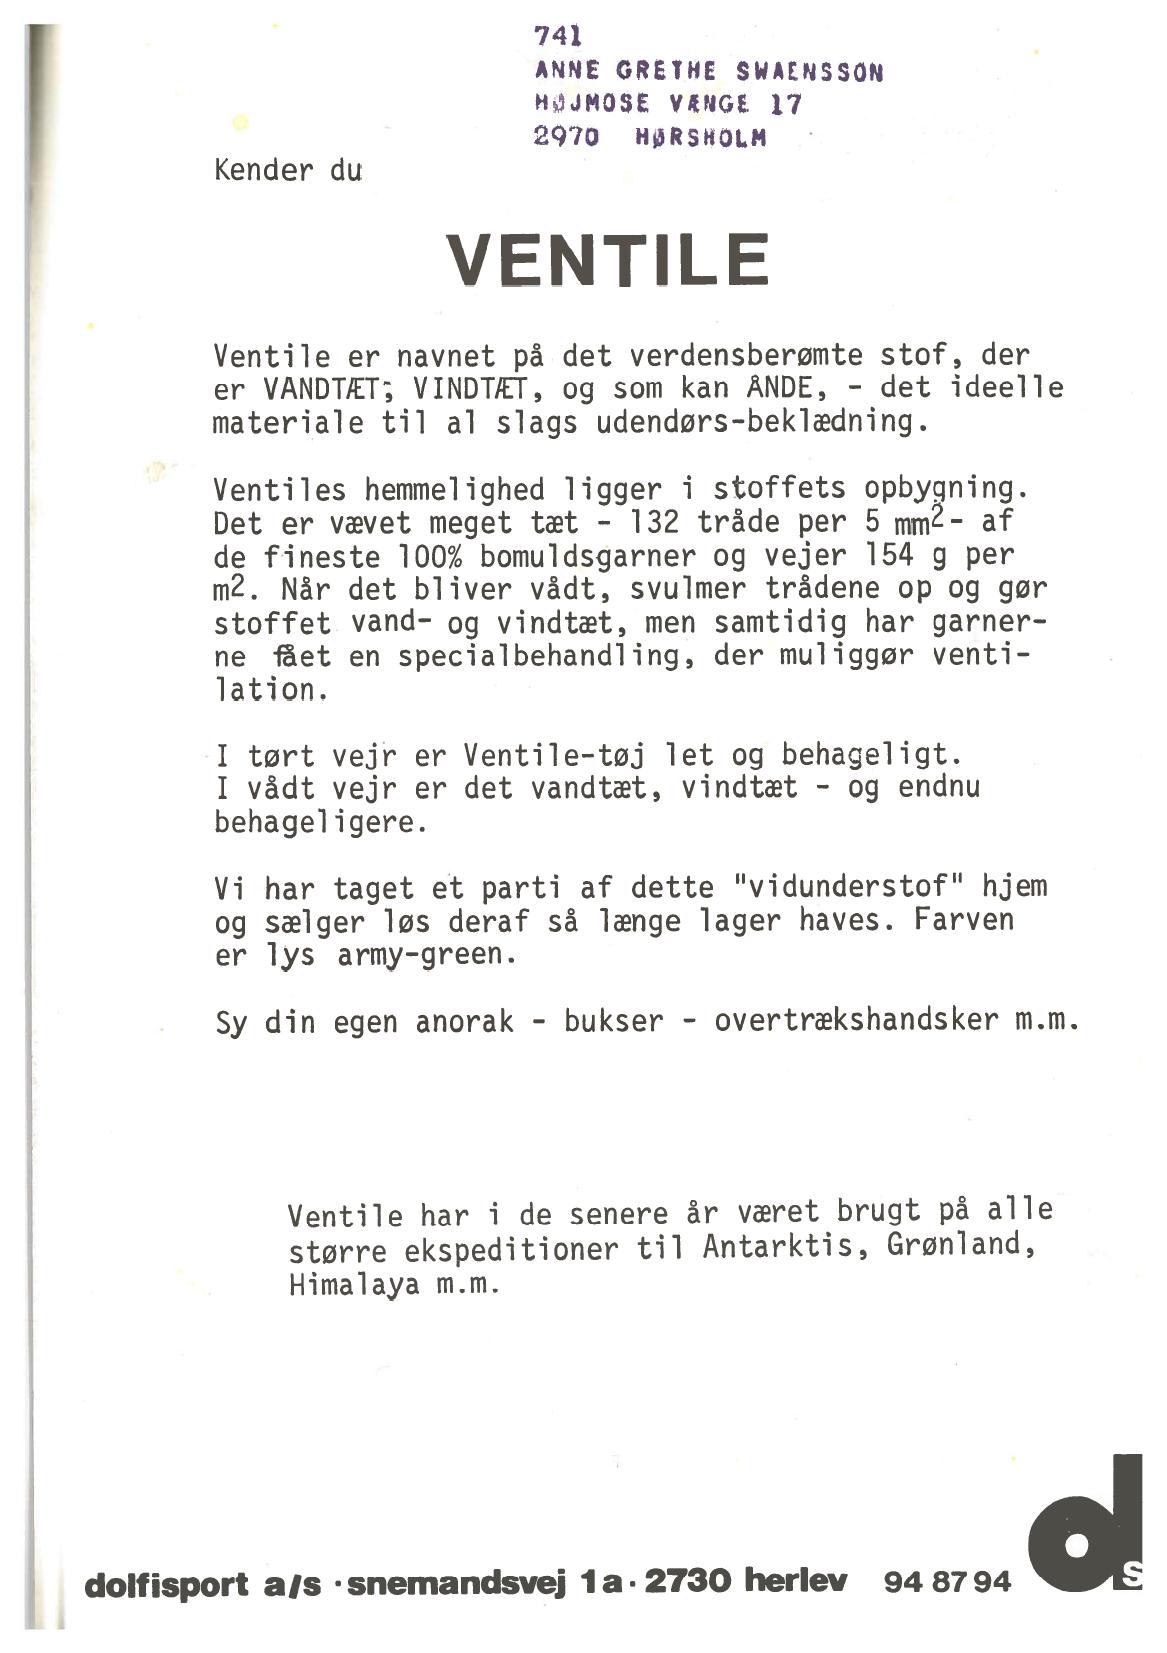 741
ANNE GRETHE SWAENSSON
HØJMOSE VÆNGE 17
2970 HØRSHOLM
Kender du
VENTILE
Ventile er navnet på det verdensberømte stof, der
er VANDTÆT; VINDTÆT, og som kan ÅNDE, - det ideelle
materiale til al slags udendørs-beklædning.
Ventiles hemmelighed ligger i stoffets opbygning.
Det er vævet meget tæt - 132 tråde per 5 mm2- af
de fineste 100% bomuldsgarner og vejer 154 g per
m2. Når det bliver vådt, svulmer trådene op og gør
stoffet vand- og vindtæt, men samtidig har garner-
ne fået en specialbehandling, der muliggør venti-
lation.
I tørt vejr er Ventile-tøj let og behageligt.
I vådt vejr er det vandtæt, vindtæt - og endnu
behageligere.
Vi har taget et parti af dette "vidunderstof" hjem
og sælger løs deraf så længe lager haves. Farven
er lys army-green.
Sy din egen anorak - bukser - overtrækshandsker m.m.
Ventile har i de senere år været brugt på alle
større ekspeditioner til Antarktis, Grønland,
Himalaya m.m.
dolfisport a/s · snemandsvej 1a · 2730 herlev 94 87 94
ds